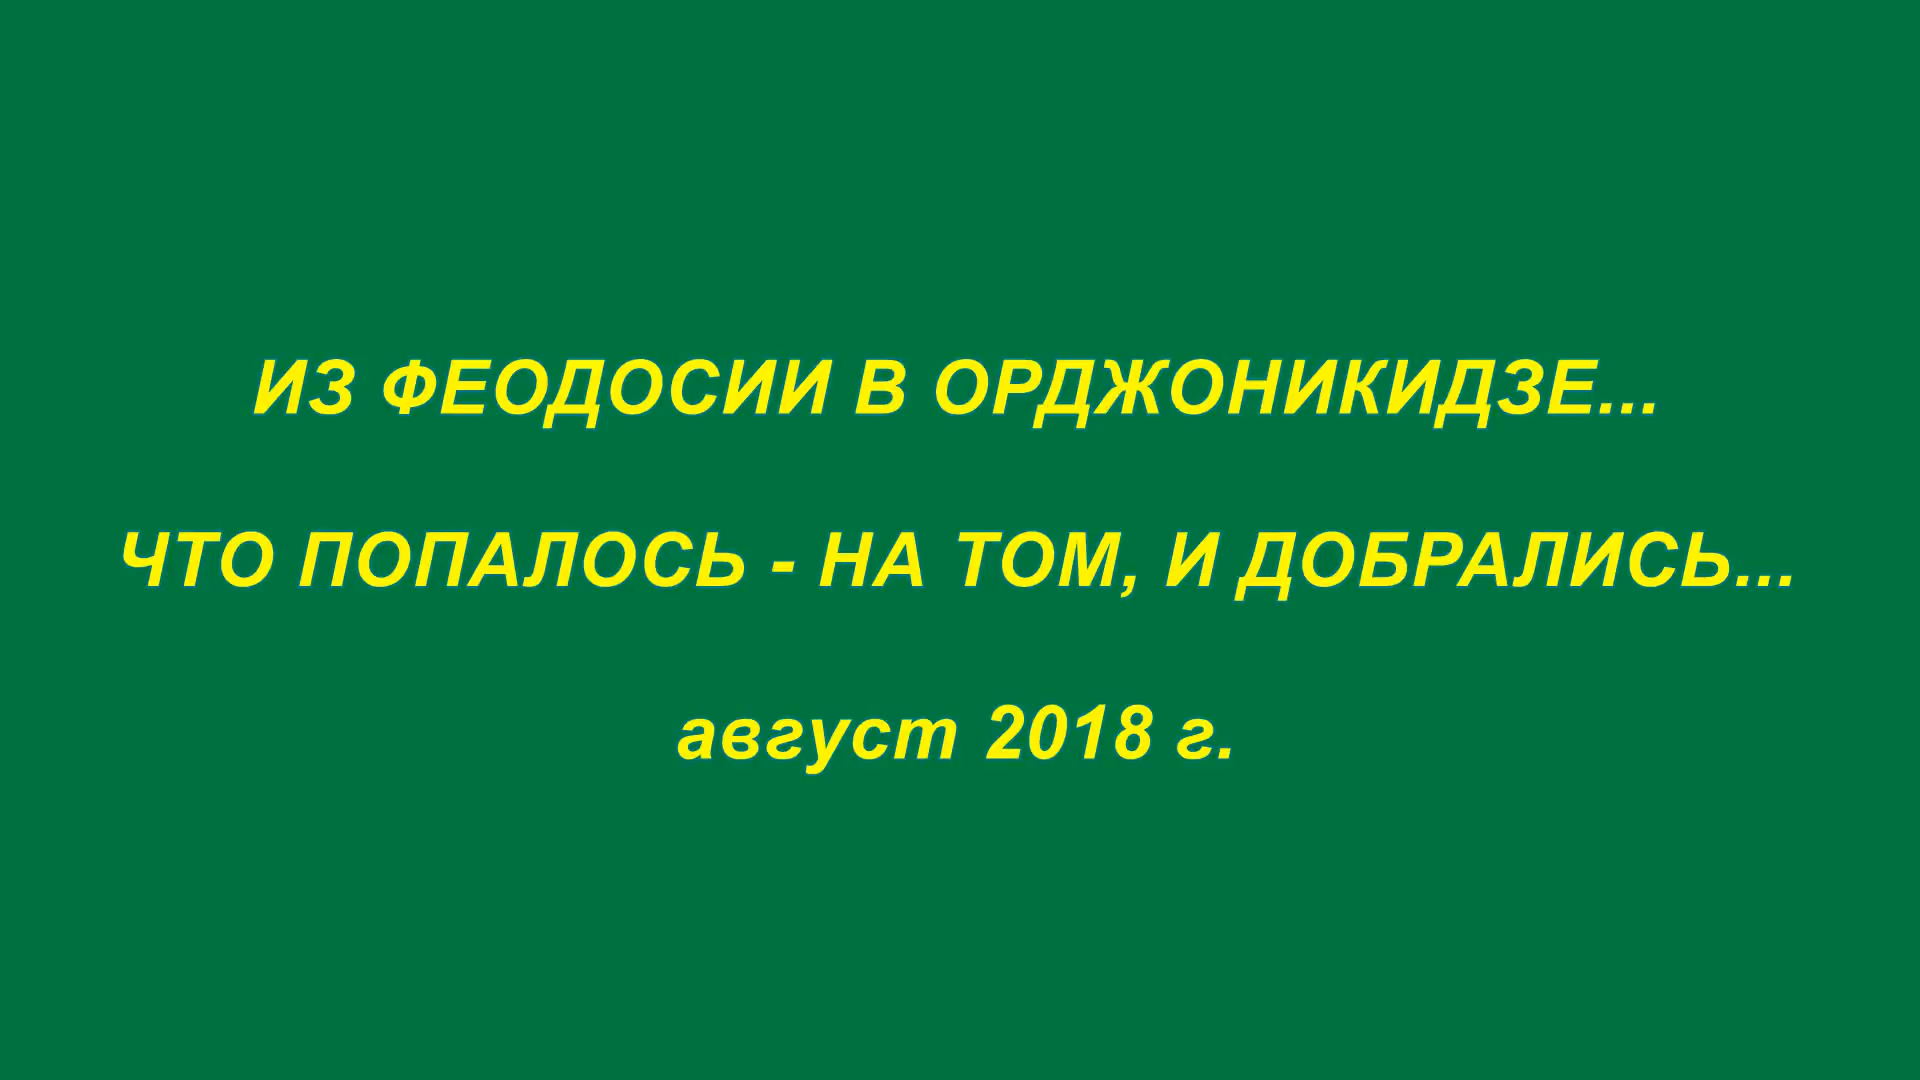 ИЗ ФЕОДОСИИ В ОРДЖОНИКИДЗЕ...
ЧТО ПОПАЛОСЬ - НА ТОМ, И ДОБРАЛИСЬ...
август 2018 г.